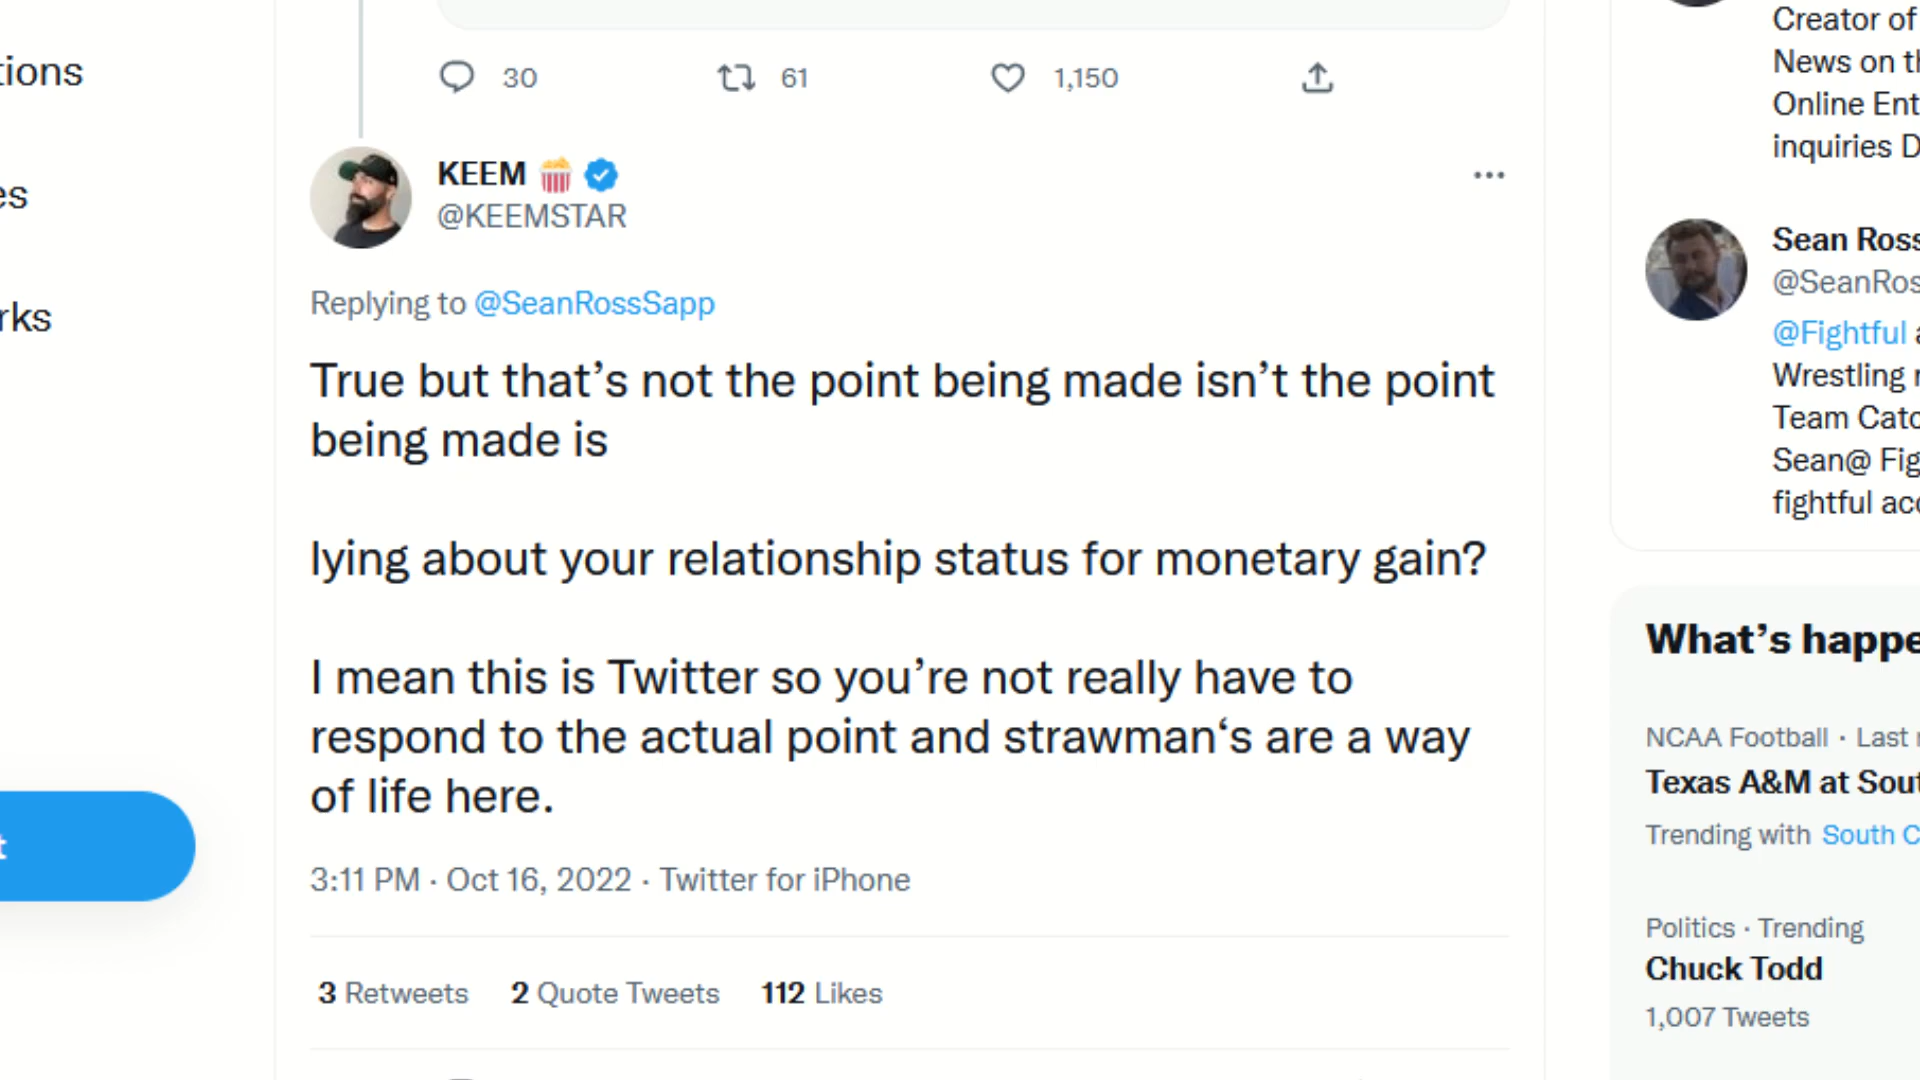 tions
es
rks
t
30 61 1,150
KEEM
@KEEMSTAR
Replying to @SeanRossSapp
True but that’s not the point being made isn’t the point
being made is
lying about your relationship status for monetary gain?
I mean this is Twitter so you’re not really have to
respond to the actual point and strawman‘s are a way
of life here.
3:11 PM · Oct 16, 2022 · Twitter for iPhone
3 Retweets 2 Quote Tweets 112 Likes
Creator of
News on th
Online Ent
inquiries D
Sean Ross
@SeanRos
@Fightful a
Wrestling r
Team Catc
Sean@ Fig
fightful acc
What’s happe
NCAA Football · Last n
Texas A&M at Sout
Trending with South C
Politics · Trending
Chuck Todd
1,007 Tweets